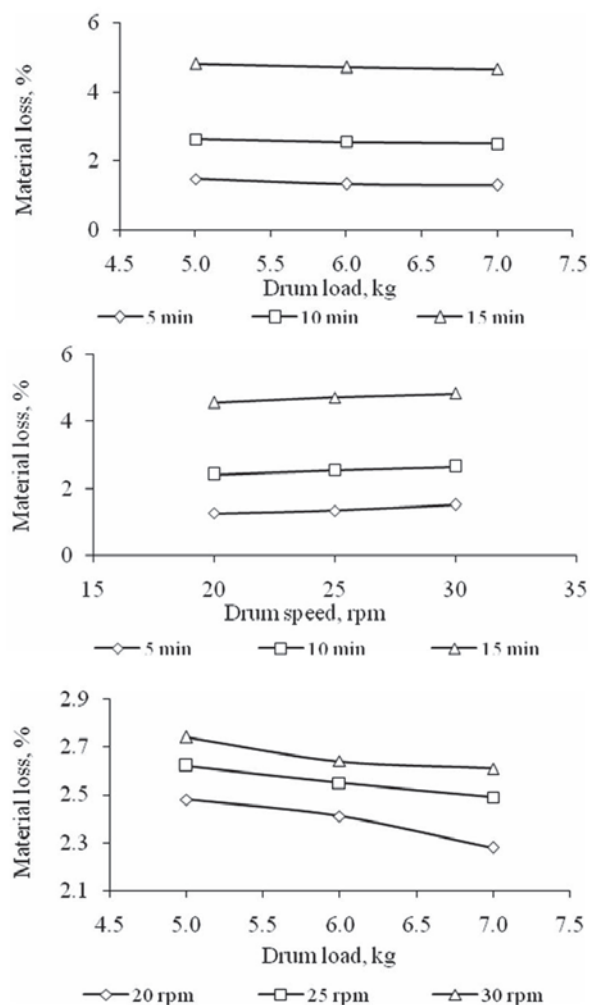 Material loss, %
6
4
2
0
4.5 5.0 5.5 6.0 6.5 7.0 7.5
Drum load, kg
5 min 10 min 15 min
Material loss, %
6
4
2
0
15 20 25 30 35
Drum speed, rpm
5 min 10 min 15 min
Material loss, %
2.9
2.7
2.5
2.3
2.1
4.5 5.0 5.5 6.0 6.5 7.0 7.5
Drum load, kg
20 rpm 25 rpm 30 rpm